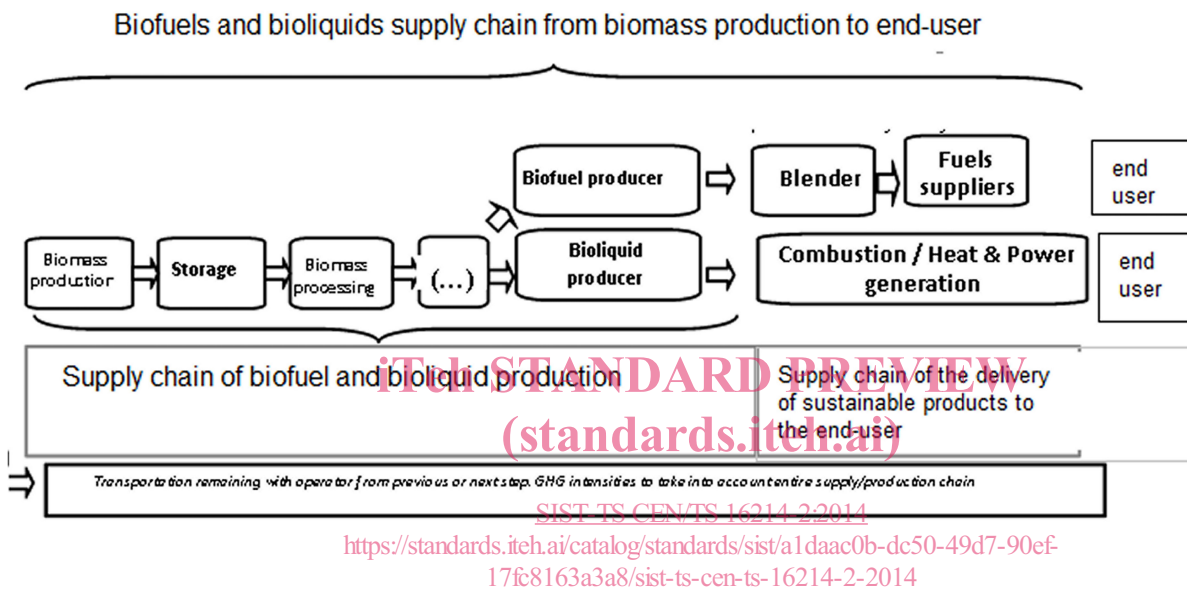 Biofuels and bioliquids supply chain from biomass production to end-user
Biofuel producer
Blender
Fuels
suppliers
end
user
Biomass
production
Storage
Biomass
processing
(...)
Bioliquid
producer
Combustion / Heat & Power
generation
end
user
Supply chain of biofuel and bioliquid production
Supply chain of the delivery
of sustainable products to
the end-user
iTeh STANDARD PREVIEW
(standards.iteh.ai)
Transportation remaining with operator from previous or next step. GHG intensities to take into account entire supply/production chain
SIST-TS CEN/TS 16214-2:2014
https://standards.iteh.ai/catalog/standards/sist/a1daac0b-dc50-49d7-90ef-
17fc8163a3a8/sist-ts-cen-ts-16214-2-2014